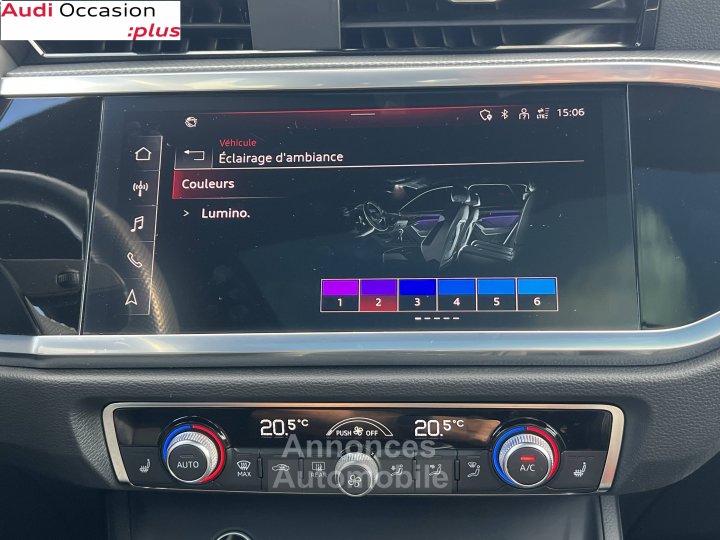 Audi Occasion
:plus
15:06
LTE
Véhicule
Éclairage d'ambiance
Couleurs
> Lumino.
1 2 3 4 5 6
20.5°C PUSH OFF 20.5°C
AUTO MAX REAR A/C
Annonces
Automobile